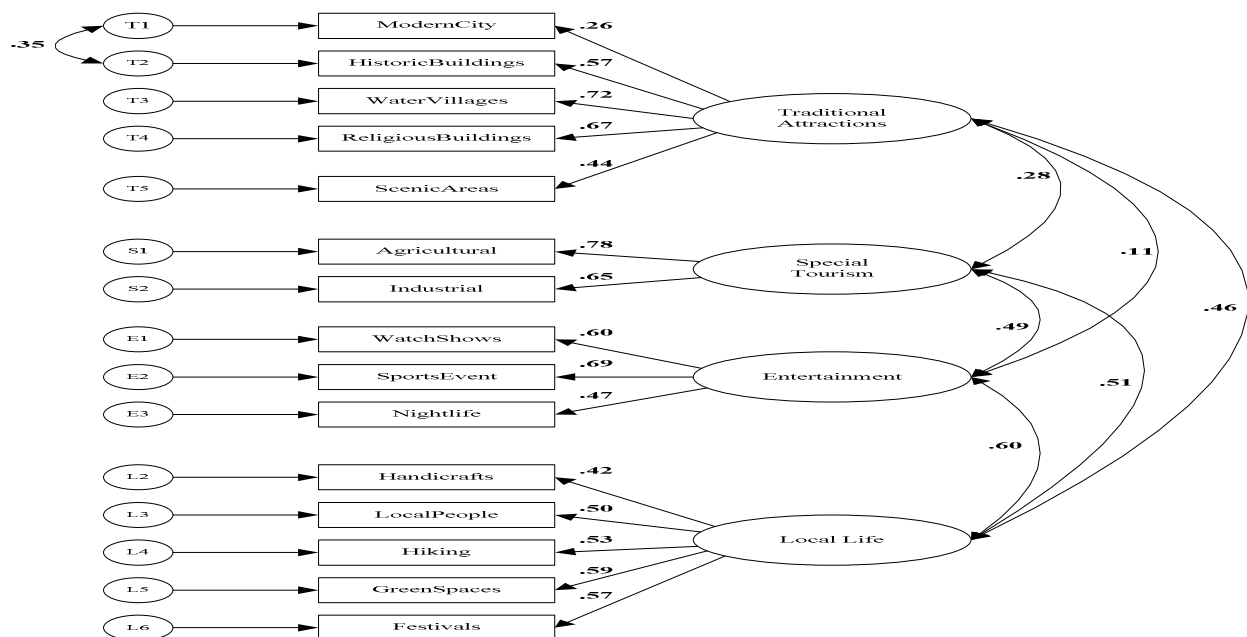 T1
ModernCity
.26
.35
T2
HistoricBuildings
.57
T3
WaterVillages
.72
Traditional
Attractions
T4
ReligiousBuildings
.67
T5
ScenicAreas
.44
.28
S1
Agricultural
.78
Special
Tourism
.11
S2
Industrial
.65
.46
E1
WatchShows
.60
.49
E2
SportsEvent
.69
Entertainment
.51
E3
Nightlife
.47
.60
L2
Handicrafts
.42
L3
LocalPeople
.50
L4
Hiking
.53
Local Life
L5
GreenSpaces
.59
L6
Festivals
.57